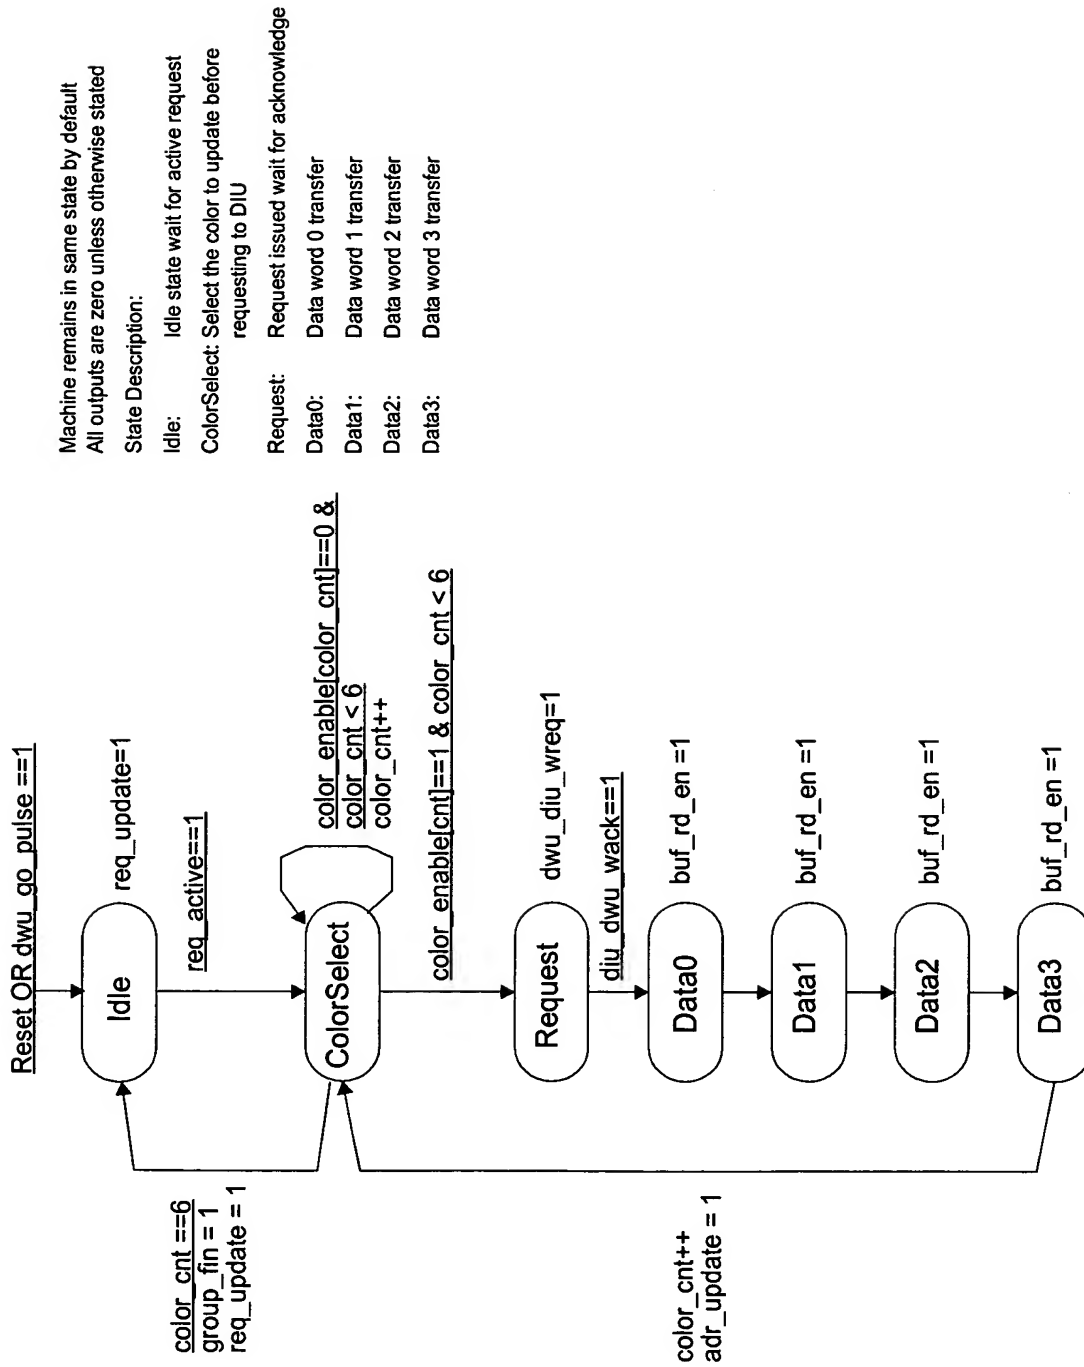 Reset OR dwu_go_pulse ==1
Idle
req_update=1
req_active==1
color_cnt ==6
group_fin = 1
req_update = 1
ColorSelect
color_enable[color_cnt]==0 &
color_cnt < 6
color_cnt++
color_enable[cnt]==1 & color_cnt < 6
Request
dwu_diu_wreq=1
diu_dwu_wack==1
Data0
buf_rd_en =1
Data1
buf_rd_en =1
Data2
buf_rd_en =1
Data3
buf_rd_en =1
color_cnt++
adr_update = 1
Machine remains in same state by default
All outputs are zero unless otherwise stated
State Description:
Idle: Idle state wait for active request
ColorSelect: Select the color to update before
requesting to DIU
Request: Request issued wait for acknowledge
Data0: Data word 0 transfer
Data1: Data word 1 transfer
Data2: Data word 2 transfer
Data3: Data word 3 transfer